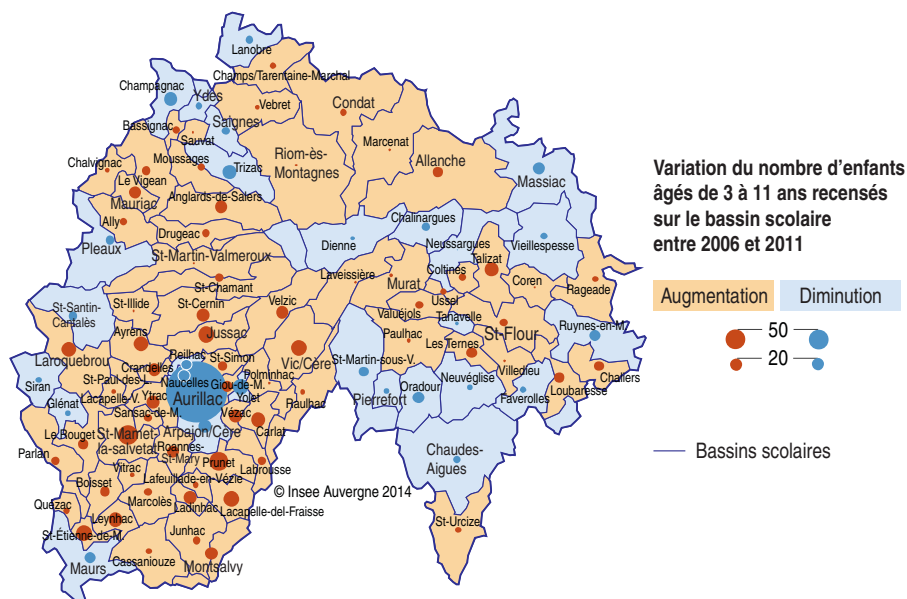 Lanobre
Champs/Tarentaine-Marchal
Champagnac
Ydes
Vebret
Condat
Bassignac
Saignes
Sauvat
Marcenat
Chalvignac
Moussages
Trizac
Riom-ès-
Montagnes
Allanche
Massiac
Le Vigean
Mauriac
Anglards-de-Salers
Ally
Chalinargues
Drugeac
Pleaux
Dienne
Neussargues
Vieillespesse
St-Martin-Valmeroux
Talizat
Laveissière
Coltines
Coren
Murat
Rageade
St-Chamant
St-Santin-
Cantalès
St-Illide
St-Cernin
Velzic
Ussel
Valuéjols
Tanavelle
St-Flour
Ruynes-en-M.
Ayrens
Jussac
Paulhac
Les Ternes
Laroquebrou
Reilhac
St-Simon
Vic/Cère
St-Martin-sous-V.
Crandelles
Polminhac
Villedieu
Siran
St-Paul des L.
Naucelles
Giou-de-M.
Oradour
Neuvéglise
Chaliers
Lacapelle-V.
Ytrac
Aurillac
Yolet
Raulhac
Pierrefort
Faverolles
Loubaresse
Glénat
Sansac-de-M.
Vézac
Arpajon/Cère
Carlat
Le Rouget
St-Mamet-
la-salvetat
Roannes-
St-Mary
Prunet
Labrousse
Chaudes-
Aigues
Parlan
Vitrac
Lafeuillade-en-Vézie
Boisset
© Insee Auvergne 2014
Quézac
Marcolès
Ladinhac
Lacapelle-del-Fraisse
Leynhac
St-Urcize
St-Étienne-de-M.
Junhac
Maurs
Cassaniouze
Montsalvy
Variation du nombre d'enfants
âgés de 3 à 11 ans recensés
sur le bassin scolaire
entre 2006 et 2011
Augmentation
Diminution
50
20
Bassins scolaires